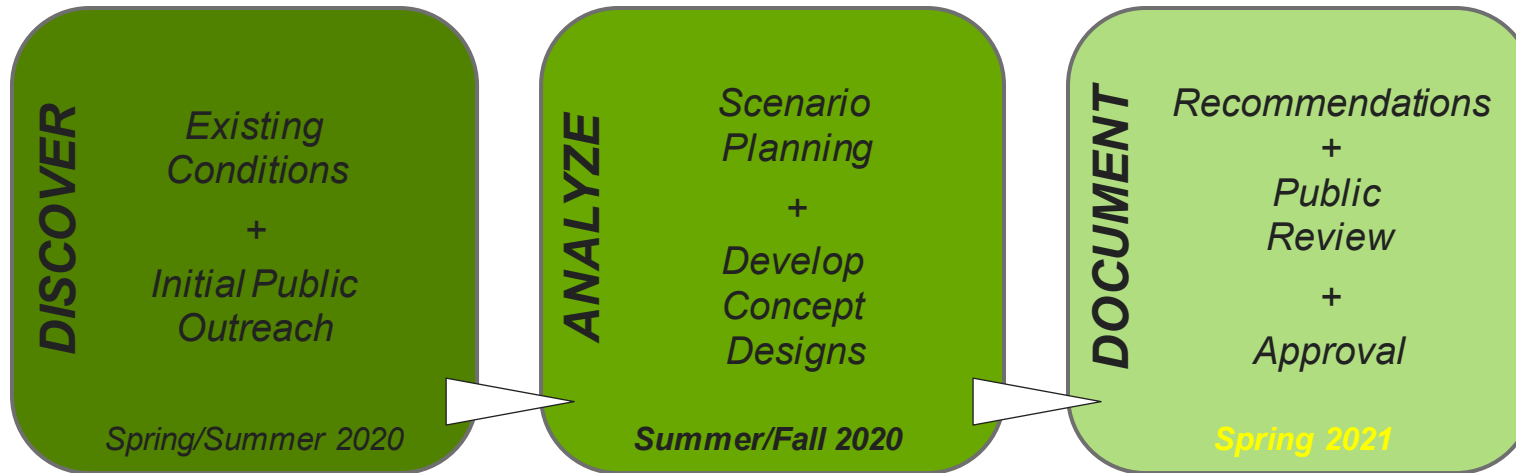 DISCOVER
Existing
Conditions
+
Initial Public
Outreach
Spring/Summer 2020
ANALYZE
Scenario
Planning
+
Develop
Concept
Designs
Summer/Fall 2020
DOCUMENT
Recommendations
+
Public
Review
+
Approval
Spring 2021